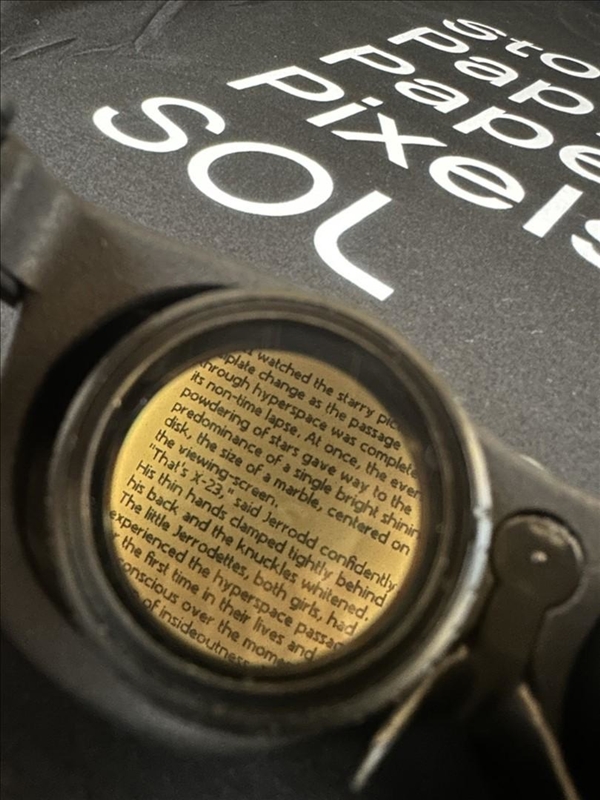 Sto
Pap
Pape
Pixels
SOL
watched the starry pic
plate change as the passage
through hyperspace was complete
its non-time lapse. At once, the even
powdering of stars gave way to the
predominance of a single bright shinin
disk, the size of a marble, centered on
the viewing-screen.
"That's X-23," said Jerrodd confidently
His thin hands clamped tightly behind
his back and the knuckles whitened.
The little Jerrodettes, both girls, had
experienced the hyperspace passag
the first time in their lives and
conscious over the mome
of insideoutness